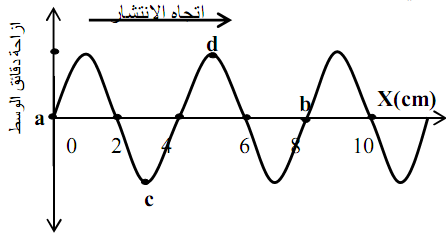 اتجاه الانتشار
ازاحة دقائق الوسط
d
a
b
X(cm)
0 2 4 6 8 10
c